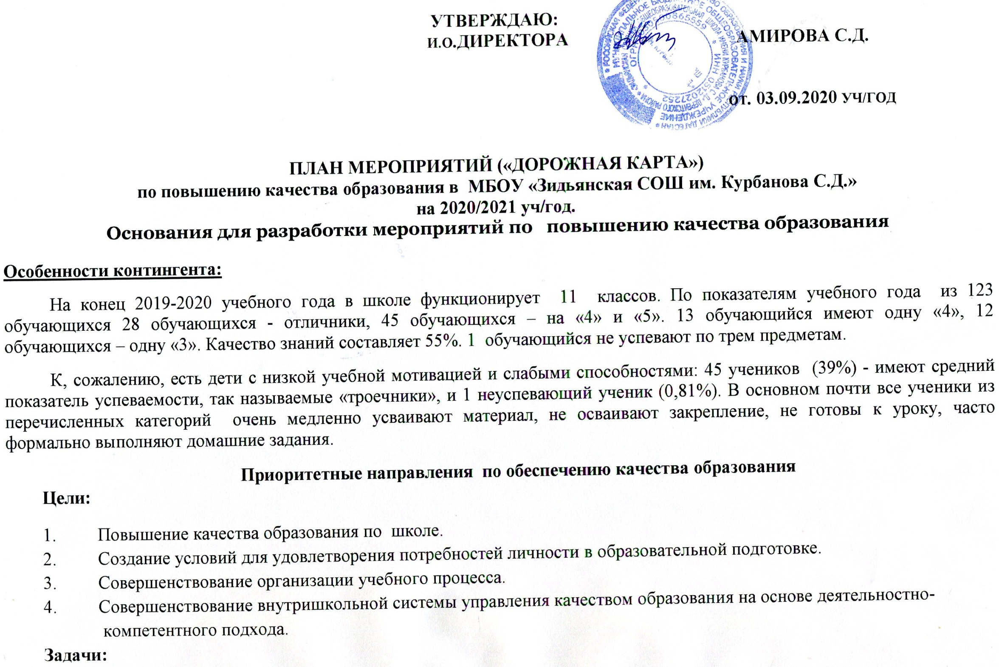 УТВЕРЖДАЮ:
И.О.ДИРЕКТОРА
АМИРОВА С.Д.
от. 03.09.2020 УЧ/ГОД
ИНН 0512027252
ПЛАН МЕРОПРИЯТИЙ («ДОРОЖНАЯ КАРТА»)
по повышению качества образования в МБОУ «Зидьянская СОШ им. Курбанова С.Д.»
на 2020/2021 уч/год.
Основания для разработки мероприятий по повышению качества образования
Особенности контингента:
На конец 2019-2020 учебного года в школе функционирует 11 классов. По показателям учебного года из 123
обучающихся 28 обучающихся - отличники, 45 обучающихся – на «4» и «5». 13 обучающийся имеют одну «4», 12
обучающихся – одну «3». Качество знаний составляет 55%. 1 обучающийся не успевают по трем предметам.
К, сожалению, есть дети с низкой учебной мотивацией и слабыми способностями: 45 учеников (39%) - имеют средний
показатель успеваемости, так называемые «троечники», и 1 неуспевающий ученик (0,81%). В основном почти все ученики из
перечисленных категорий очень медленно усваивают материал, не осваивают закрепление, не готовы к уроку, часто
формально выполняют домашние задания.
Приоритетные направления по обеспечению качества образования
Цели:
1. Повышение качества образования по школе.
2. Создание условий для удовлетворения потребностей личности в образовательной подготовке.
3. Совершенствование организации учебного процесса.
4. Совершенствование внутришкольной системы управления качеством образования на основе деятельностно-
компетентного подхода.
Задачи: